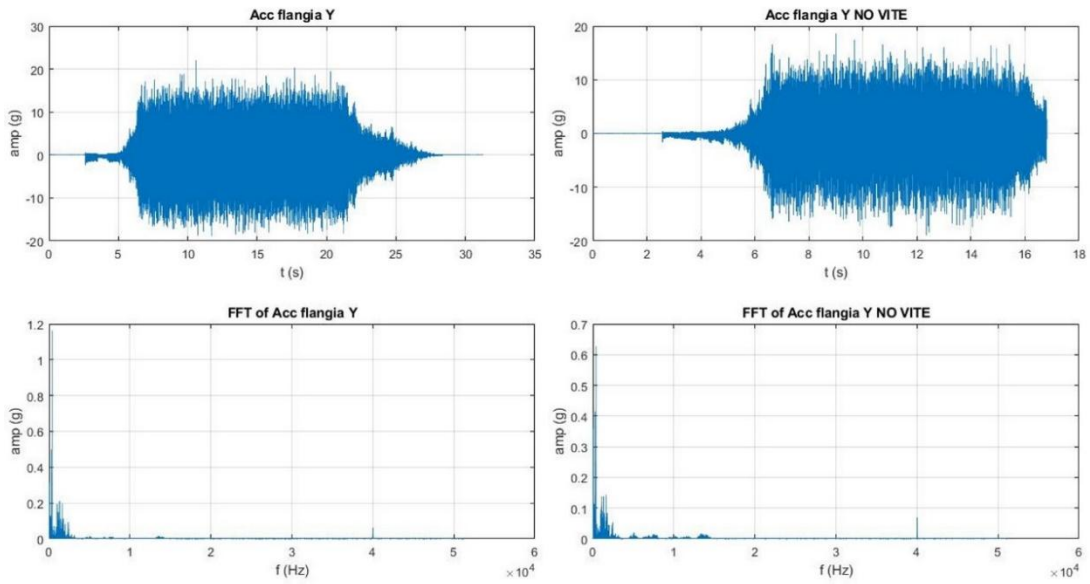 Acc flangia Y
30
20
10
0
-10
-20
amp (g)
0 5 10 15 20 25 30 35
t (s)
Acc flangia Y NO VITE
20
10
0
-10
-20
amp (g)
0 2 4 6 8 10 12 14 16 18
t (s)
FFT of Acc flangia Y
1.2
1
0.8
0.6
0.4
0.2
0
amp (g)
0 1 2 3 4 5 6
f (Hz)
×10⁴
FFT of Acc flangia Y NO VITE
0.7
0.6
0.5
0.4
0.3
0.2
0.1
0
amp (g)
0 1 2 3 4 5 6
f (Hz)
×10⁴